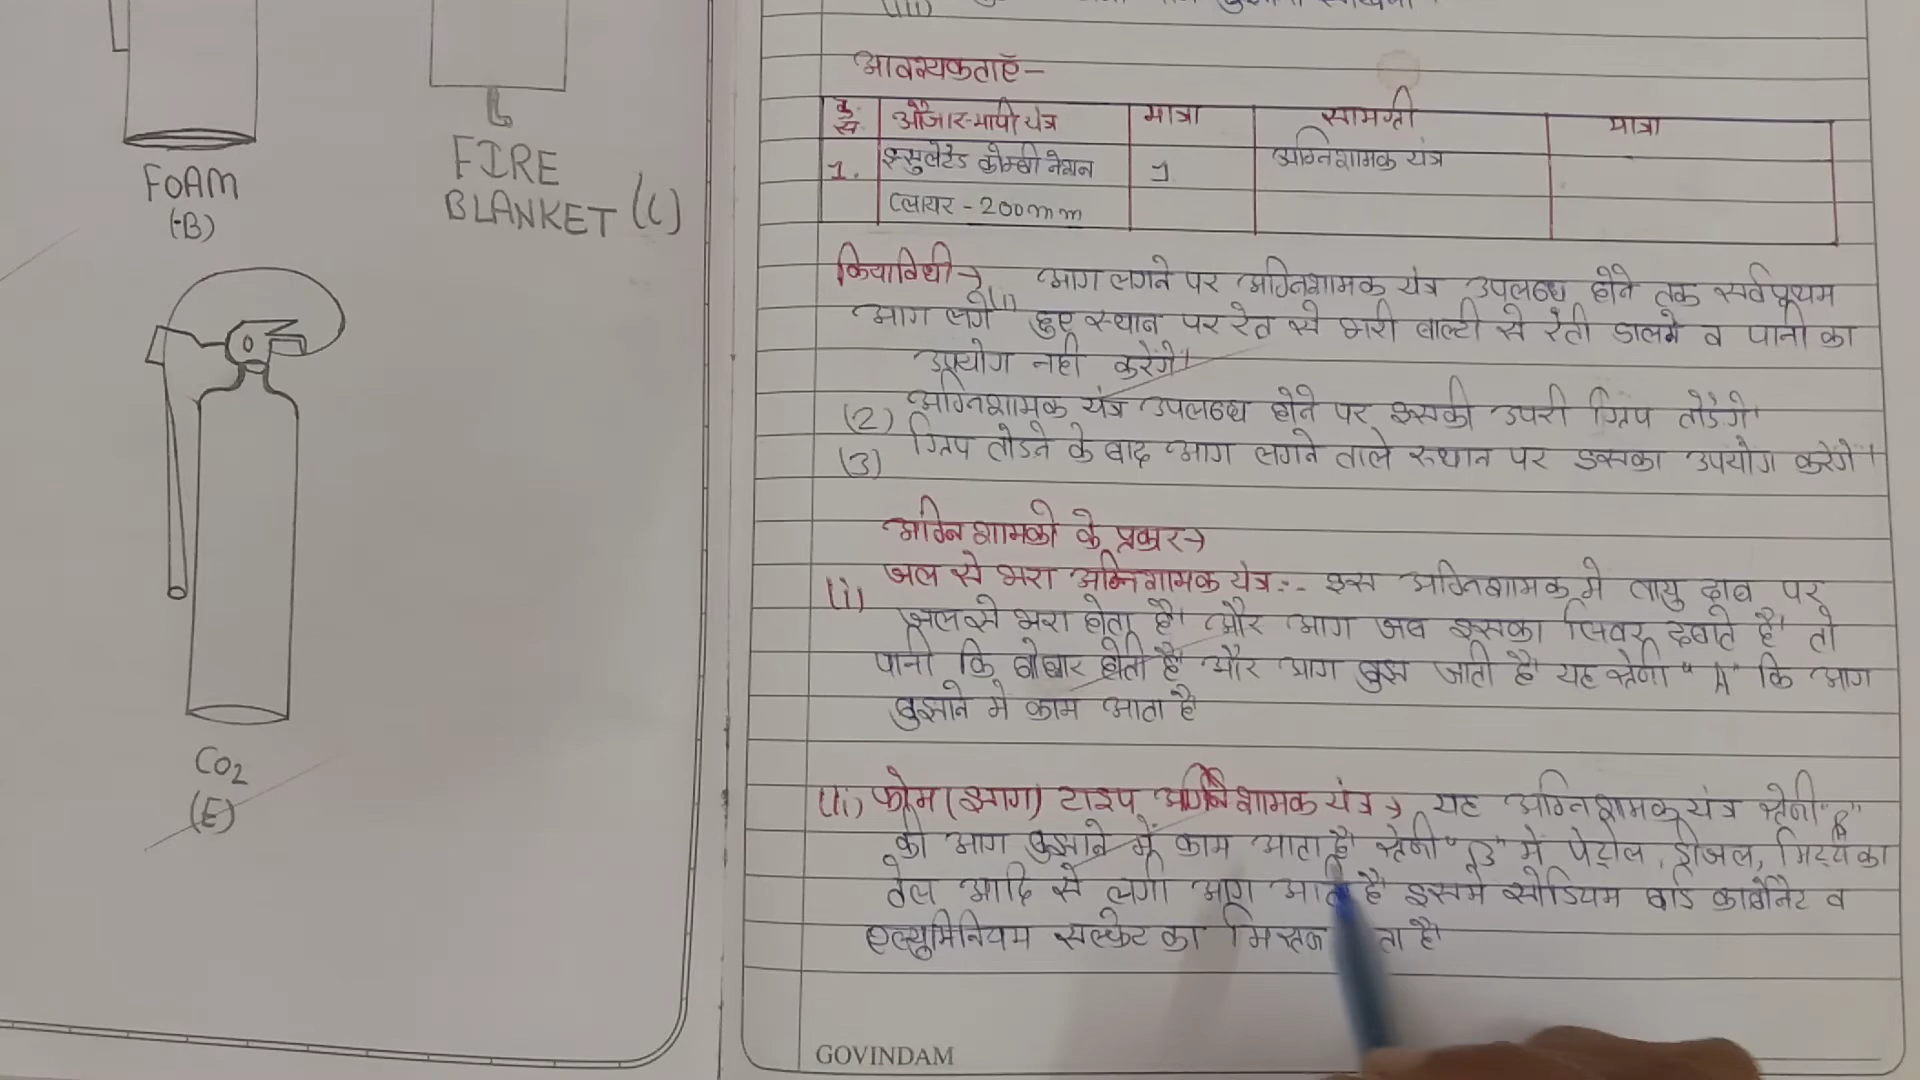 FOAM
(-B)
FIRE
BLANKET (C)
CO2
(E)
आवश्यकताएँ-
क्र. स. औजार-मापी यंत्र मात्रा सामग्री मात्रा
1. इन्सुलेटेड कोम्बीनेशन 1 अग्निशामक यंत्र
प्लायर - 200mm
क्रियाविधी→ आग लगने पर अग्निशामक यंत्र उपलब्ध होने तक सर्वप्रथम
(1)
आग लगे हुए स्थान पर रेत से भरी बाल्टी से रेती डालने व पानी का
उपयोग नही करेंगे।
(2) अग्निशामक यंत्र उपलब्ध होने पर इसकी उपरी ग्रिप तोडेंगे।
(3) ग्रिप तोडने के बाद आग लगने वाले स्थान पर इसका उपयोग करेंगे।
अग्निशामको के प्रकार→
(i) जल से भरा अग्निशामक यंत्र:- इस अग्निशामक मे वायु दाब पर
जल से भरा होता है। और आग जब इसका लिवर दबाते है। तो
पानी कि बोछार होती है और आग बुझ जाती है यह श्रेणी "A" कि आग
बुझाने मे काम आता है
(ii) फोम (झाग) टाइप अग्निशामक यंत्र→ यह अग्निशामक यंत्र श्रेणी "B"
की आग बुझाने में काम आता है श्रेणी "B" में पेट्रोल, डीजल, मिट्टी का
तेल आदि से लगी आग आती है इसमे सोडियम बाई कार्बोनेट व
एल्युमिनियम सल्फेट का ता है।
GOVINDAM